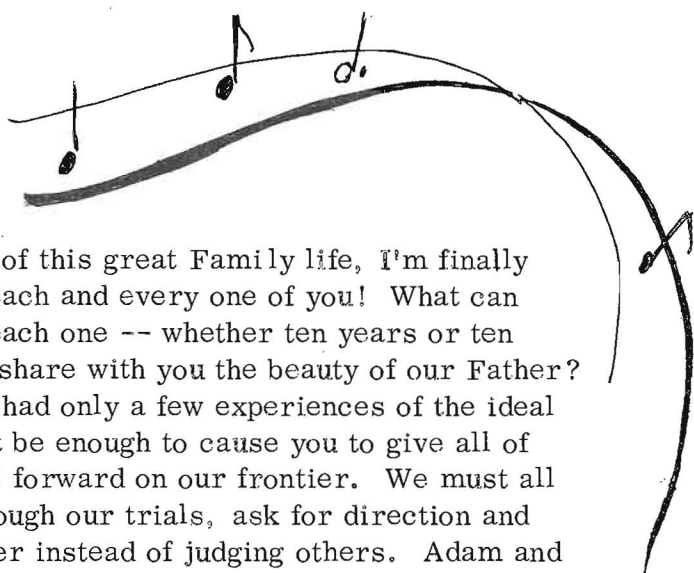 of this great Family life, I'm finally
ach and every one of you! What can
each one -- whether ten years or ten
share with you the beauty of our Father?
had only a few experiences of the ideal
be enough to cause you to give all of
forward on our frontier. We must all
ough our trials, ask for direction and
er instead of judging others. Adam and